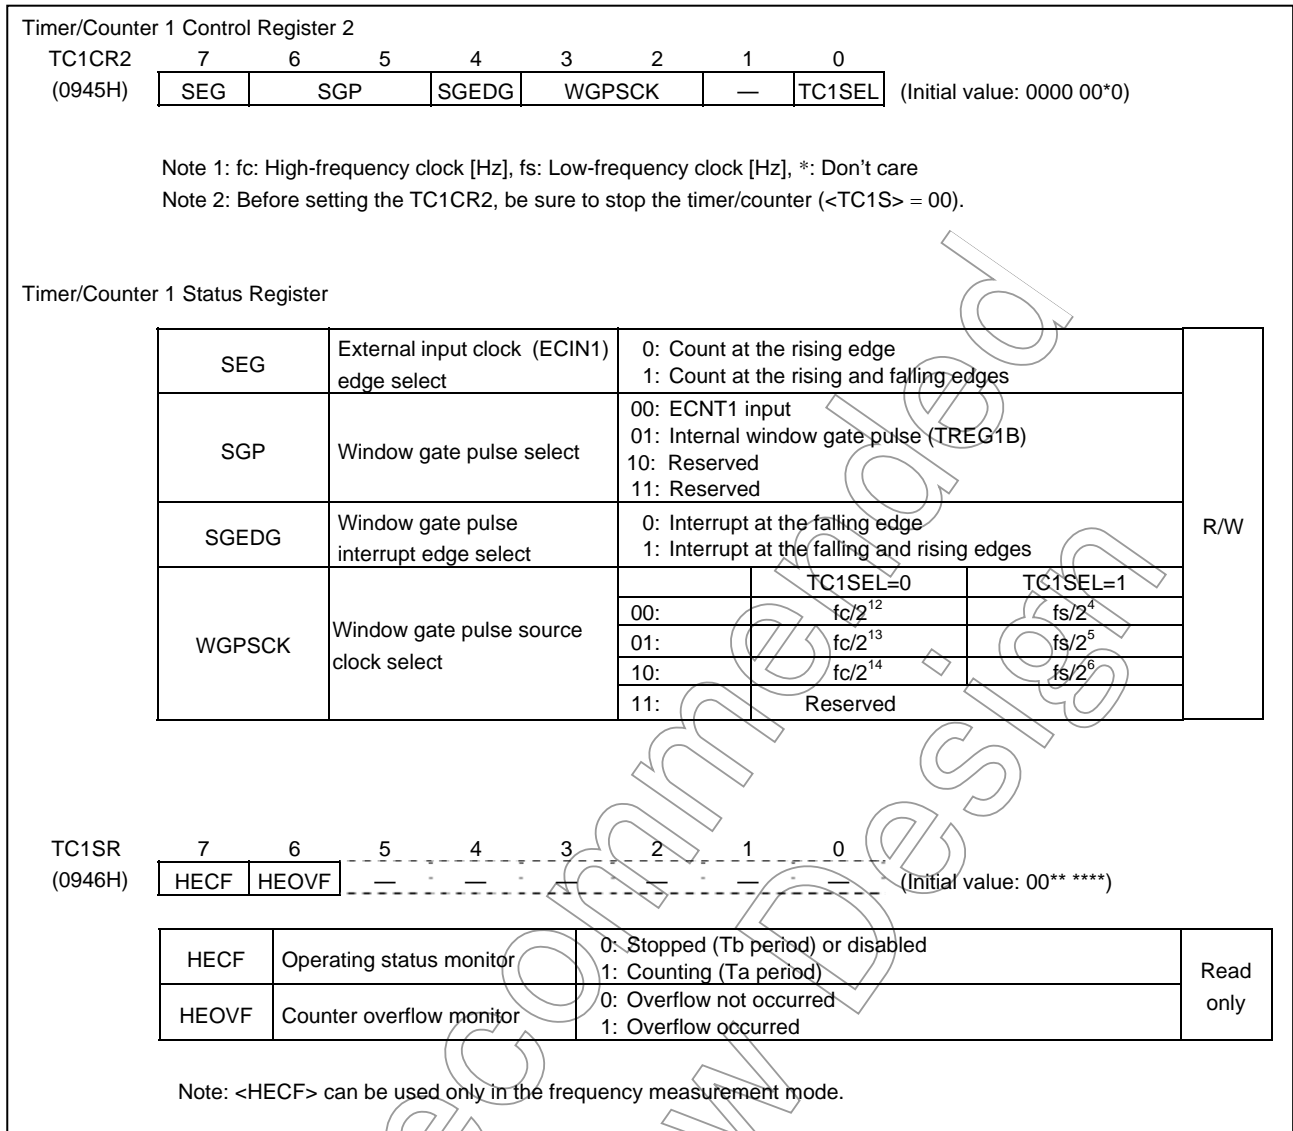 Timer/Counter 1 Control Register 2
TC1CR2 7 6 5 4 3 2 1 0
(0945H) SEG SGP SGEDG WGPSCK — TC1SEL (Initial value: 0000 00*0)
Note 1: fc: High-frequency clock [Hz], fs: Low-frequency clock [Hz], *: Don't care
Note 2: Before setting the TC1CR2, be sure to stop the timer/counter (<TC1S> = 00).
Timer/Counter 1 Status Register
SEG External input clock (ECIN1) edge select 0: Count at the rising edge
1: Count at the rising and falling edges
SGP Window gate pulse select 00: ECNT1 input
01: Internal window gate pulse (TREG1B)
10: Reserved
11: Reserved
SGEDG Window gate pulse interrupt edge select 0: Interrupt at the falling edge
1: Interrupt at the falling and rising edges
R/W
WGPSCK Window gate pulse source clock select TC1SEL=0 TC1SEL=1
00: fc/2^12 fs/2^4
01: fc/2^13 fs/2^5
10: fc/2^14 fs/2^6
11: Reserved
TC1SR 7 6 5 4 3 2 1 0
(0946H) HECF HEOVF — — — — — — (Initial value: 00** ****)
HECF Operating status monitor 0: Stopped (Tb period) or disabled
1: Counting (Ta period)
HEOVF Counter overflow monitor 0: Overflow not occurred
1: Overflow occurred
Read only
Note: <HECF> can be used only in the frequency measurement mode.
ecommended
w Design